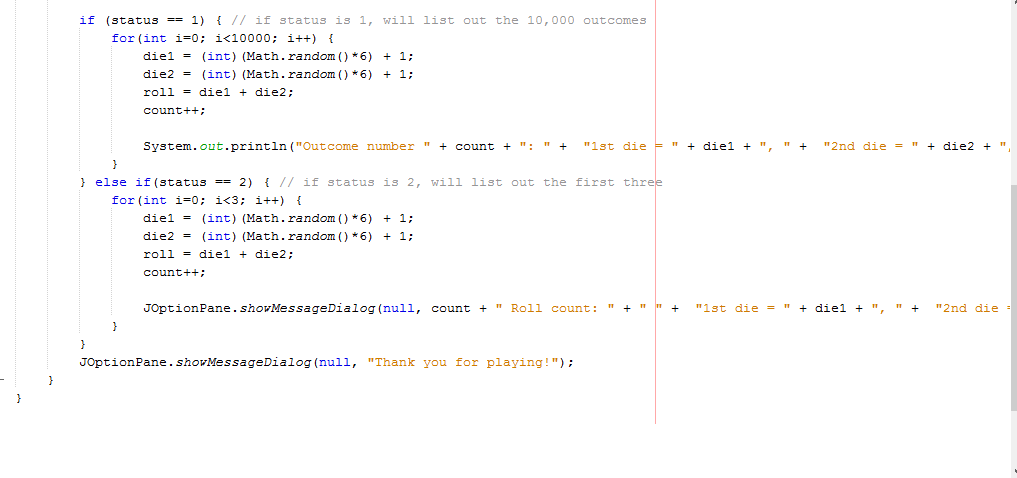 if (status == 1) { // if status is 1, will list out the 10,000 outcomes
for(int i=0; i<10000; i++) {
die1 = (int)(Math.random()*6) + 1;
die2 = (int)(Math.random()*6) + 1;
roll = die1 + die2;
count++;
System.out.println("Outcome number " + count + ": " + "1st die = " + die1 + ", " + "2nd die = " + die2 + ",
}
} else if(status == 2) { // if status is 2, will list out the first three
for(int i=0; i<3; i++) {
die1 = (int)(Math.random()*6) + 1;
die2 = (int)(Math.random()*6) + 1;
roll = die1 + die2;
count++;
JOptionPane.showMessageDialog(null, count + " Roll count: " + " " + "1st die = " + die1 + ", " + "2nd die =
}
}
JOptionPane.showMessageDialog(null, "Thank you for playing!");
}
}